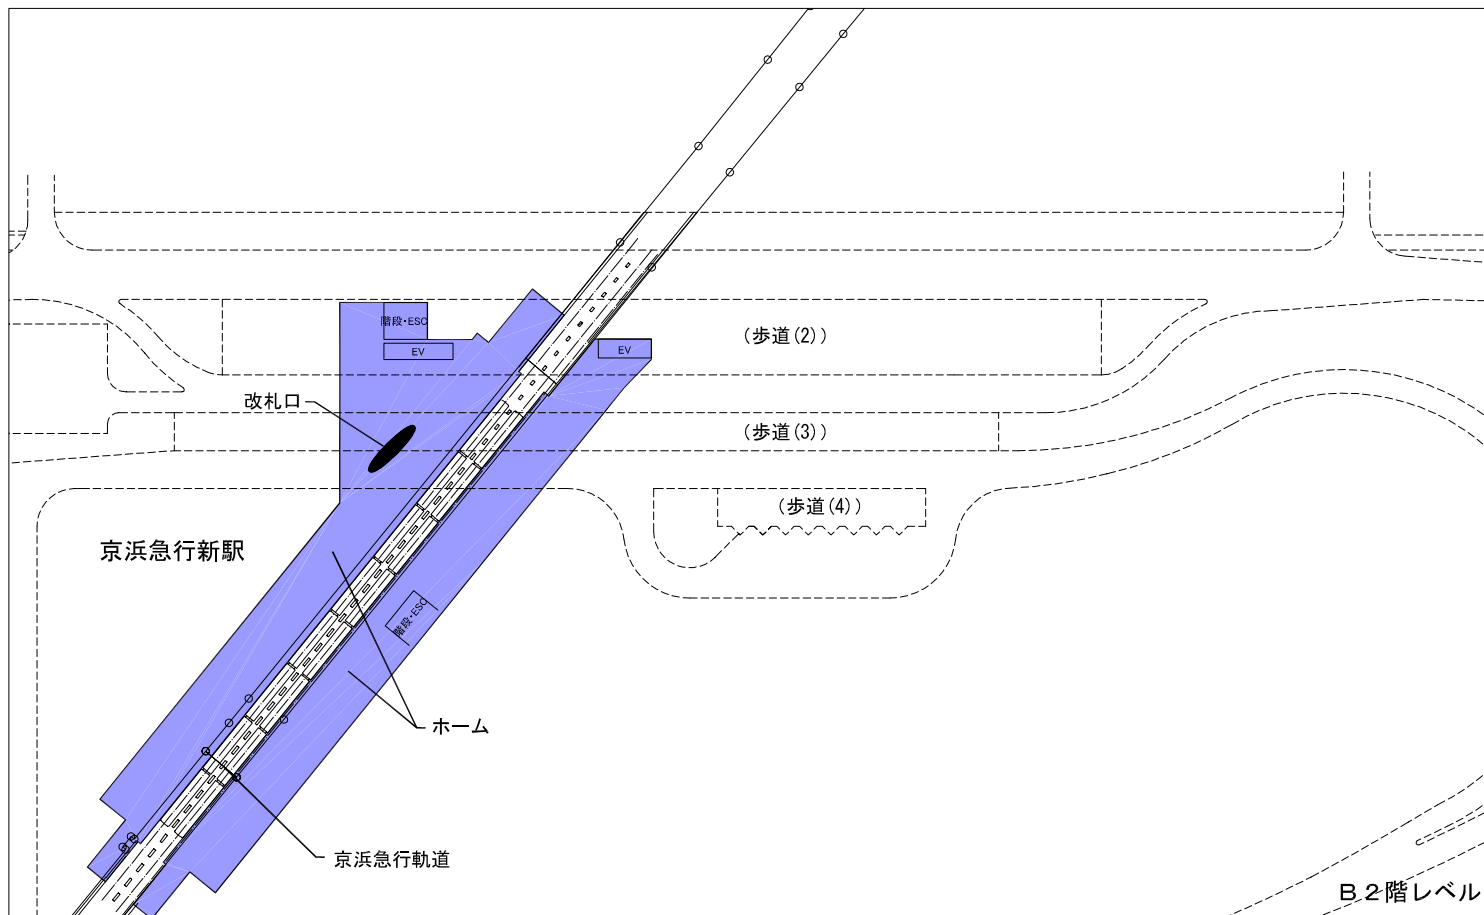 階段・ESC
EV
EV
(歩道(2))
改札口
(歩道(3))
(歩道(4))
京浜急行新駅
階段・ESC
ホーム
京浜急行軌道
B2階レベル